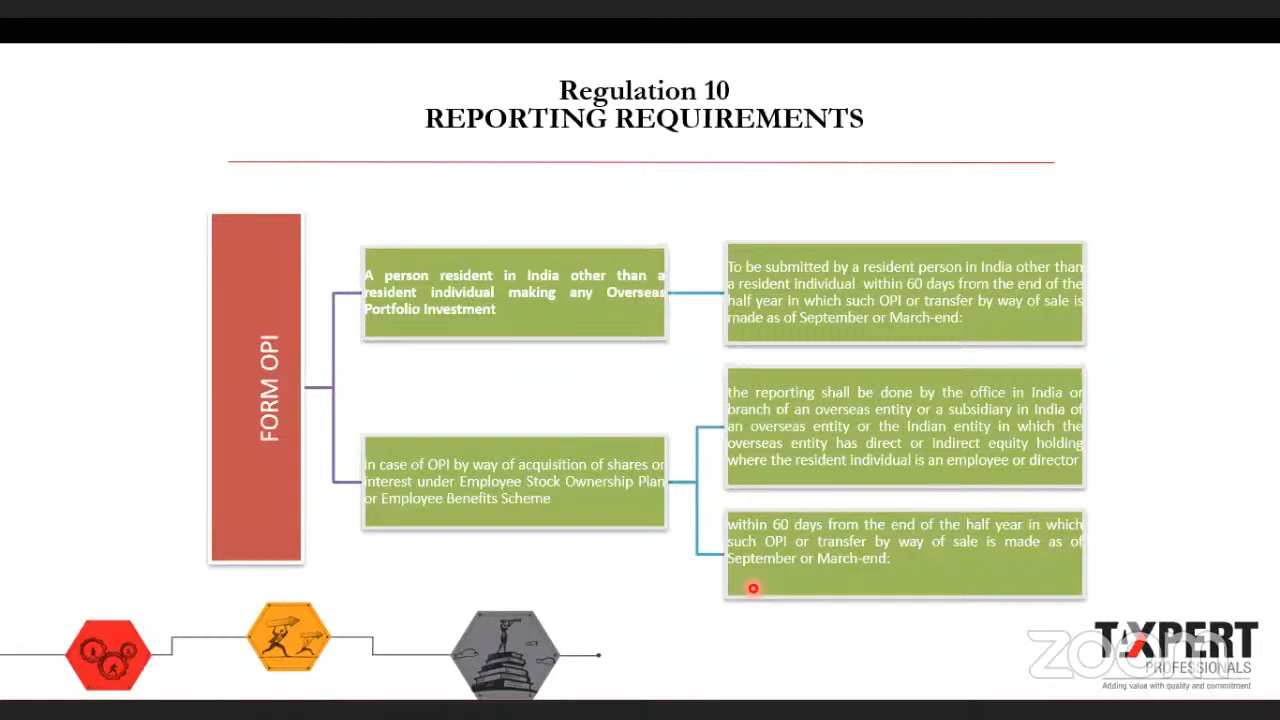 Regulation 10
REPORTING REQUIREMENTS
FORM OPI
A person resident in India other than a
resident individual making any Overseas
Portfolio Investment
To be submitted by a resident person in India other than
a resident individual within 60 days from the end of the
half year in which such OPI or transfer by way of sale is
made as of September or March-end:
in case of OPI by way of acquisition of shares or
interest under Employee Stock Ownership Plan
or Employee Benefits Scheme
the reporting shall be done by the office in India or
branch of an overseas entity or a subsidiary in India of
an overseas entity or the Indian entity in which the
overseas entity has direct or indirect equity holding
where the resident individual is an employee or director
within 60 days from the end of the half year in which
such OPI or transfer by way of sale is made as of
September or March-end:
zoom
TAXPERT
PROFESSIONALS
Adding value with quality and commitment